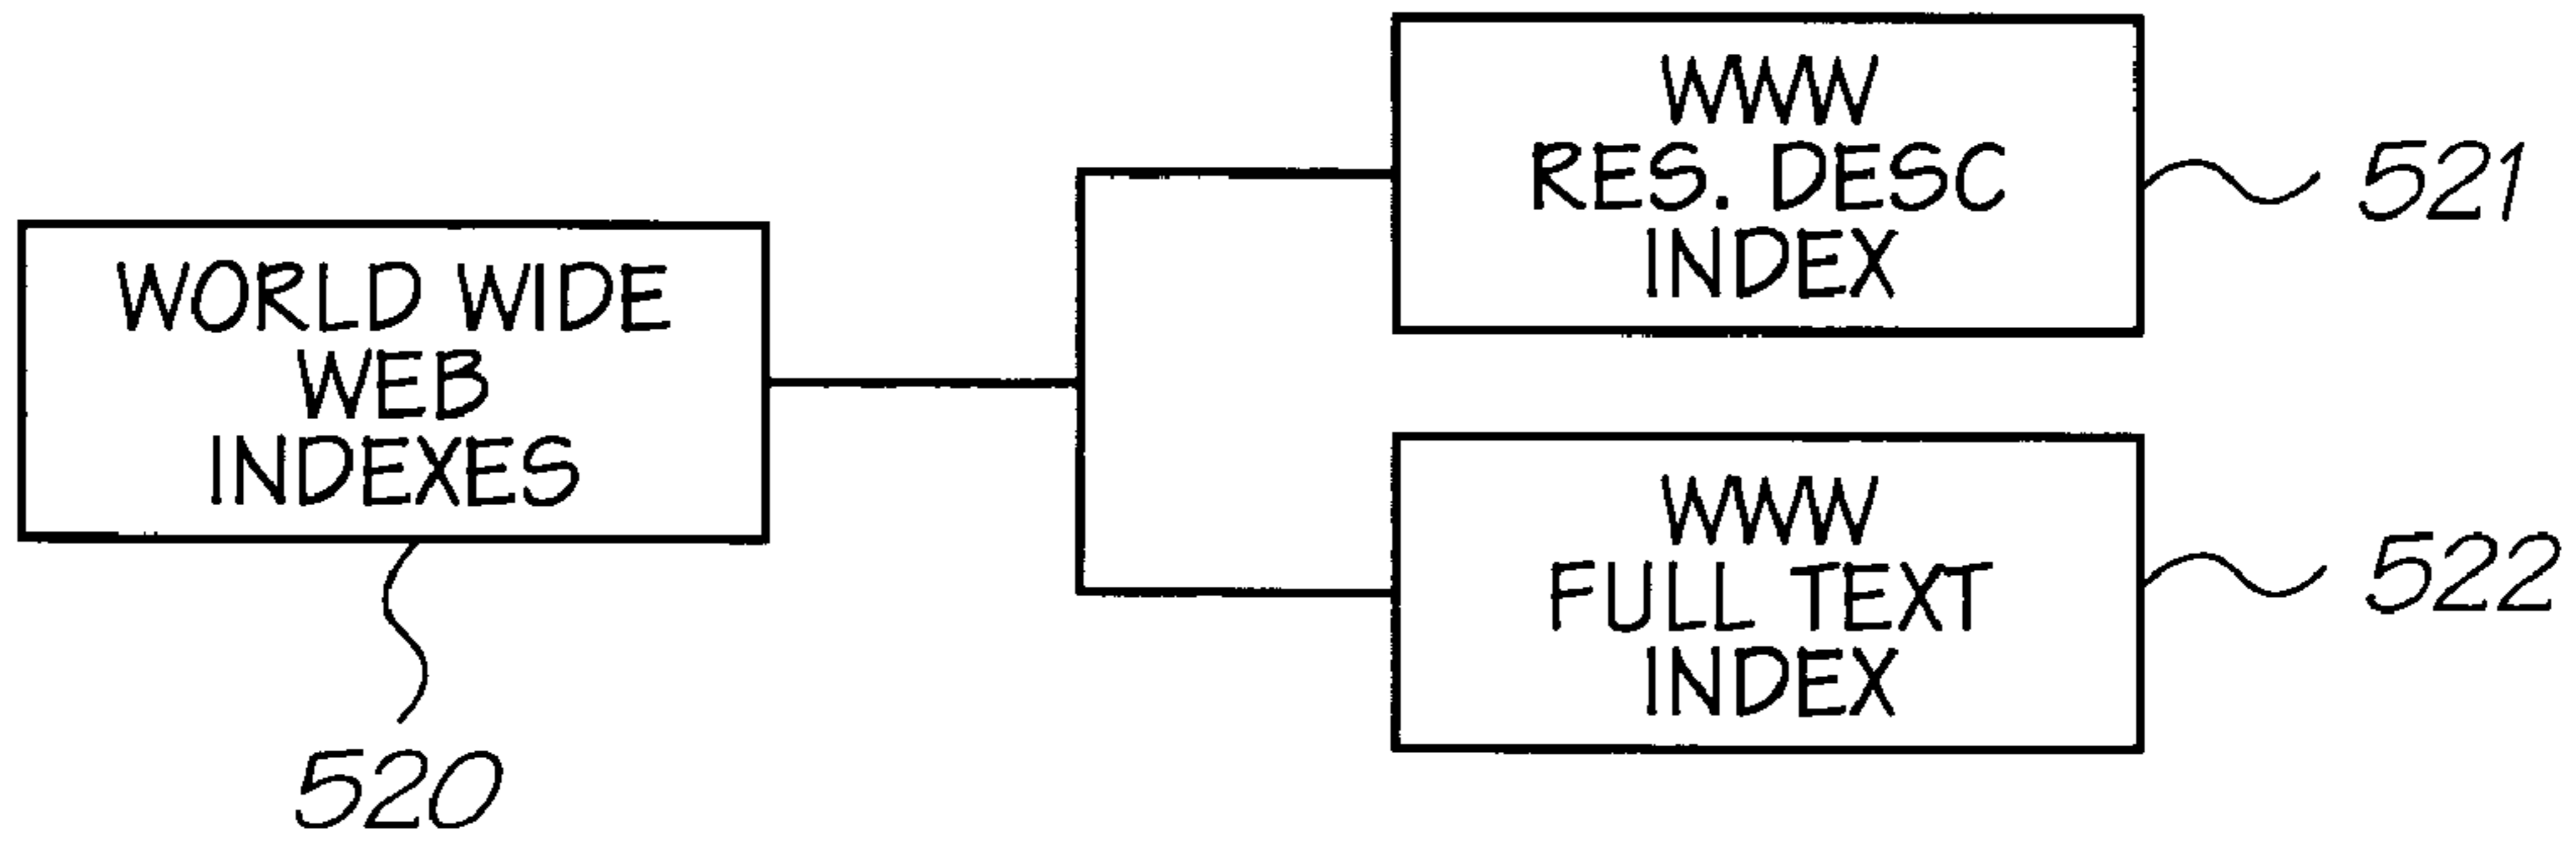 WORLD WIDE
WEB
INDEXES
520
WWW
RES. DESC
INDEX
521
WWW
FULL TEXT
INDEX
522